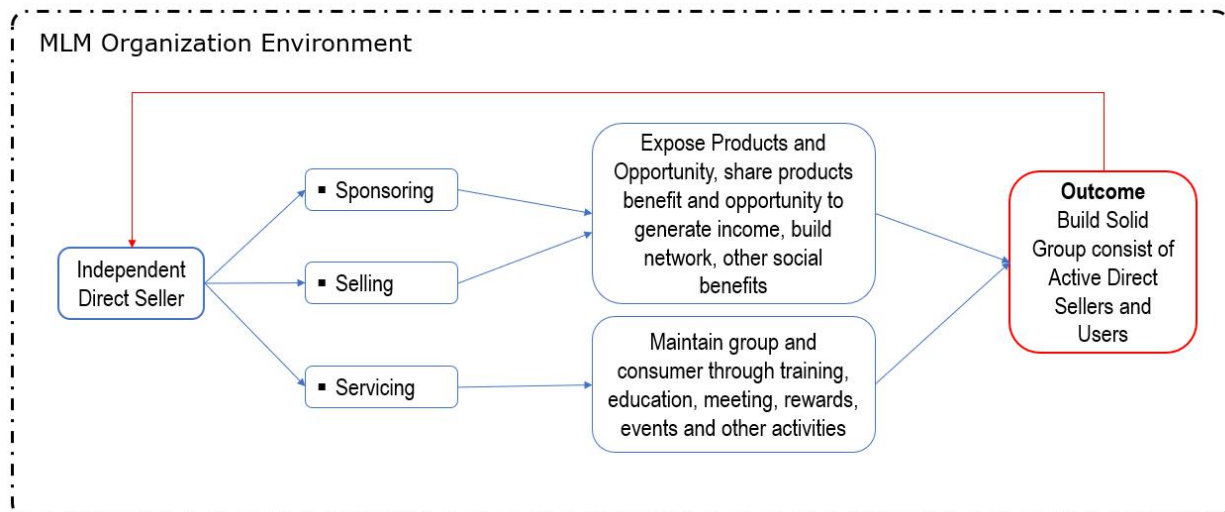 MLM Organization Environment
Independent
Direct Seller
▪ Sponsoring
▪ Selling
▪ Servicing
Expose Products and
Opportunity, share products
benefit and opportunity to
generate income, build
network, other social
benefits
Maintain group and
consumer through training,
education, meeting, rewards,
events and other activities
Outcome
Build Solid
Group consist of
Active Direct
Sellers and
Users